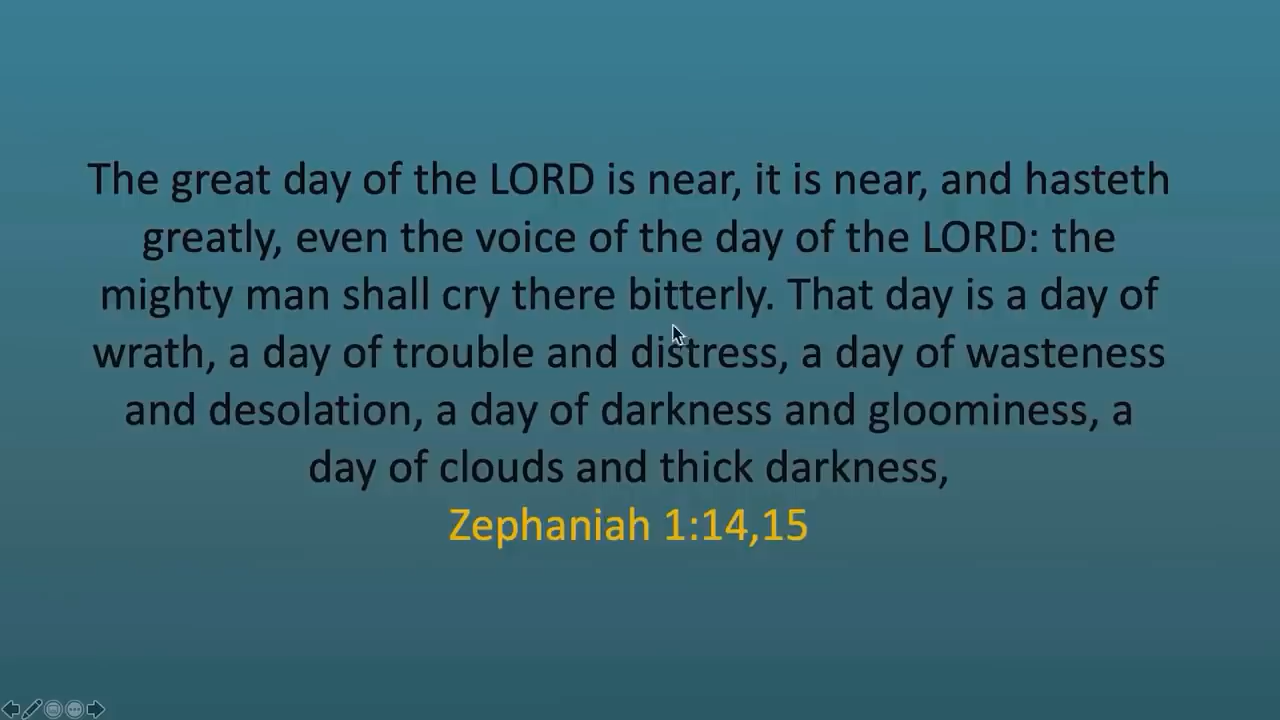 The great day of the LORD is near, it is near, and hasteth
greatly, even the voice of the day of the LORD: the
mighty man shall cry there bitterly. That day is a day of
wrath, a day of trouble and distress, a day of wasteness
and desolation, a day of darkness and gloominess, a
day of clouds and thick darkness,
Zephaniah 1:14,15